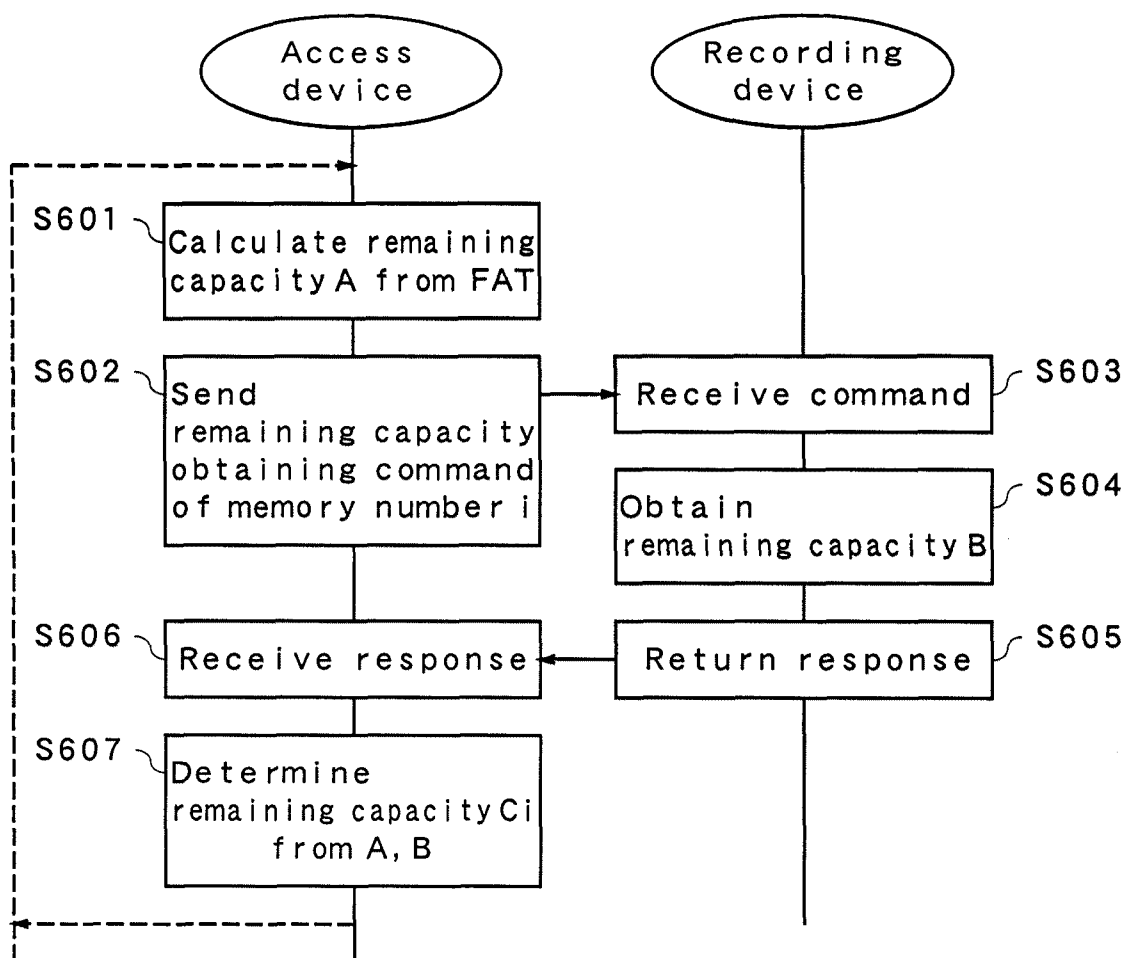 Access
device
Recording
device
S601
Calculate remaining
capacity A from FAT
S602
Send
remaining capacity
obtaining command
of memory number i
Receive command
S603
Obtain
remaining capacity B
S604
S606
Receive response
Return response
S605
S607
Determine
remaining capacity Ci
from A, B